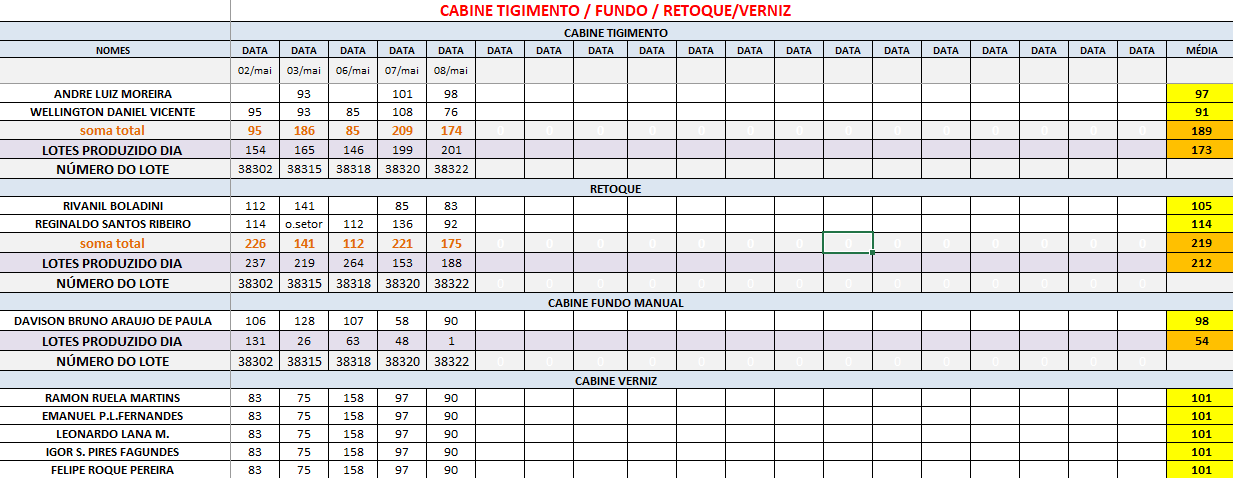 CABINE TIGIMENTO / FUNDO / RETOQUE/VERNIZ
CABINE TIGIMENTO
NOMES DATA DATA DATA DATA DATA DATA DATA DATA DATA DATA DATA DATA DATA DATA DATA DATA DATA DATA DATA MÉDIA
02/mai 03/mai 06/mai 07/mai 08/mai
ANDRE LUIZ MOREIRA 93 101 98 97
WELLINGTON DANIEL VICENTE 95 93 85 108 76 91
soma total 95 186 85 209 174 0 0 0 0 0 0 0 0 0 0 0 0 0 0 189
LOTES PRODUZIDO DIA 154 165 146 199 201 173
NÚMERO DO LOTE 38302 38315 38318 38320 38322
RETOQUE
RIVANIL BOLADINI 112 141 85 83 105
REGINALDO SANTOS RIBEIRO 114 o.setor 112 136 92 114
soma total 226 141 112 221 175 0 0 0 0 0 0 0 0 0 0 0 0 0 0 219
LOTES PRODUZIDO DIA 237 219 264 153 188 212
NÚMERO DO LOTE 38302 38315 38318 38320 38322 0 0 0 0 0 0 0 0 0 0 0 0 0 0
CABINE FUNDO MANUAL
DAVISON BRUNO ARAUJO DE PAULA 106 128 107 58 90 98
LOTES PRODUZIDO DIA 131 26 63 48 1 54
NÚMERO DO LOTE 38302 38315 38318 38320 38322 0 0 0 0 0 0 0 0 0 0 0 0 0 0
CABINE VERNIZ
RAMON RUELA MARTINS 83 75 158 97 90 101
EMANUEL P.L.FERNANDES 83 75 158 97 90 101
LEONARDO LANA M. 83 75 158 97 90 101
IGOR S. PIRES FAGUNDES 83 75 158 97 90 101
FELIPE ROQUE PEREIRA 83 75 158 97 90 101